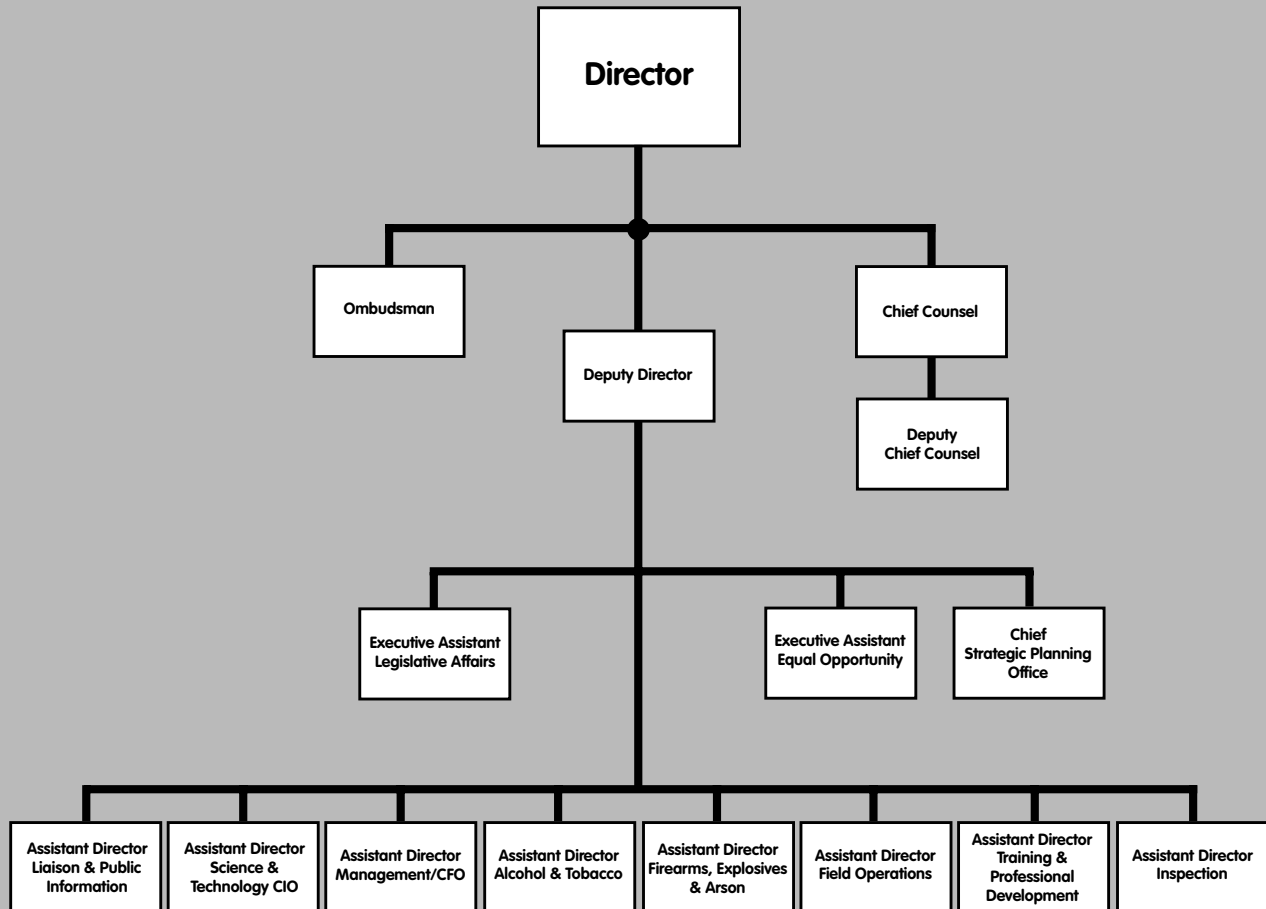 Director
Ombudsman
Chief Counsel
Deputy Director
Deputy
Chief Counsel
Executive Assistant
Legislative Affairs
Executive Assistant
Equal Opportunity
Chief
Strategic Planning
Office
Assistant Director
Liaison & Public
Information
Assistant Director
Science &
Technology CIO
Assistant Director
Management/CFO
Assistant Director
Alcohol & Tobacco
Assistant Director
Firearms, Explosives
& Arson
Assistant Director
Field Operations
Assistant Director
Training &
Professional
Development
Assistant Director
Inspection